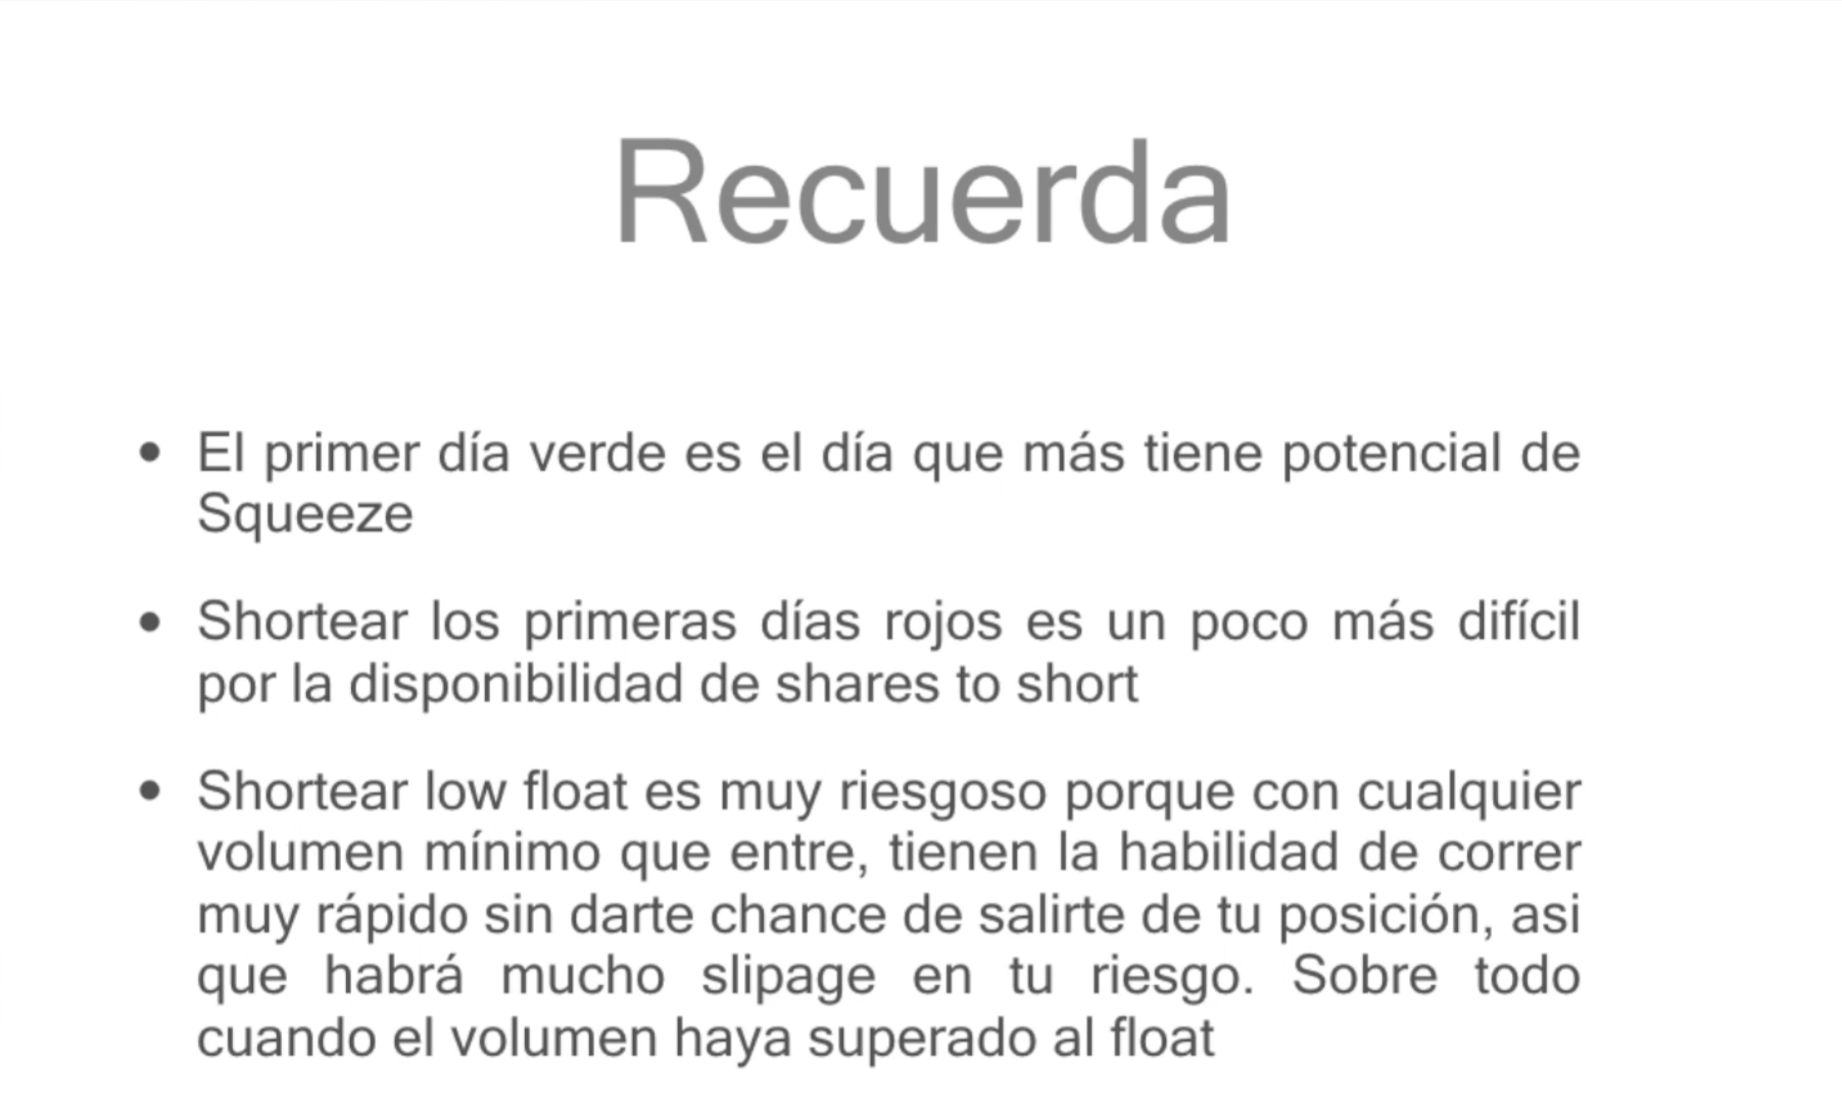 Recuerda
• El primer día verde es el día que más tiene potencial de
Squeeze
• Shortear los primeras días rojos es un poco más difícil
por la disponibilidad de shares to short
• Shortear low float es muy riesgoso porque con cualquier
volumen mínimo que entre, tienen la habilidad de correr
muy rápido sin darte chance de salirte de tu posición, asi
que habrá mucho slipage en tu riesgo. Sobre todo
cuando el volumen haya superado al float